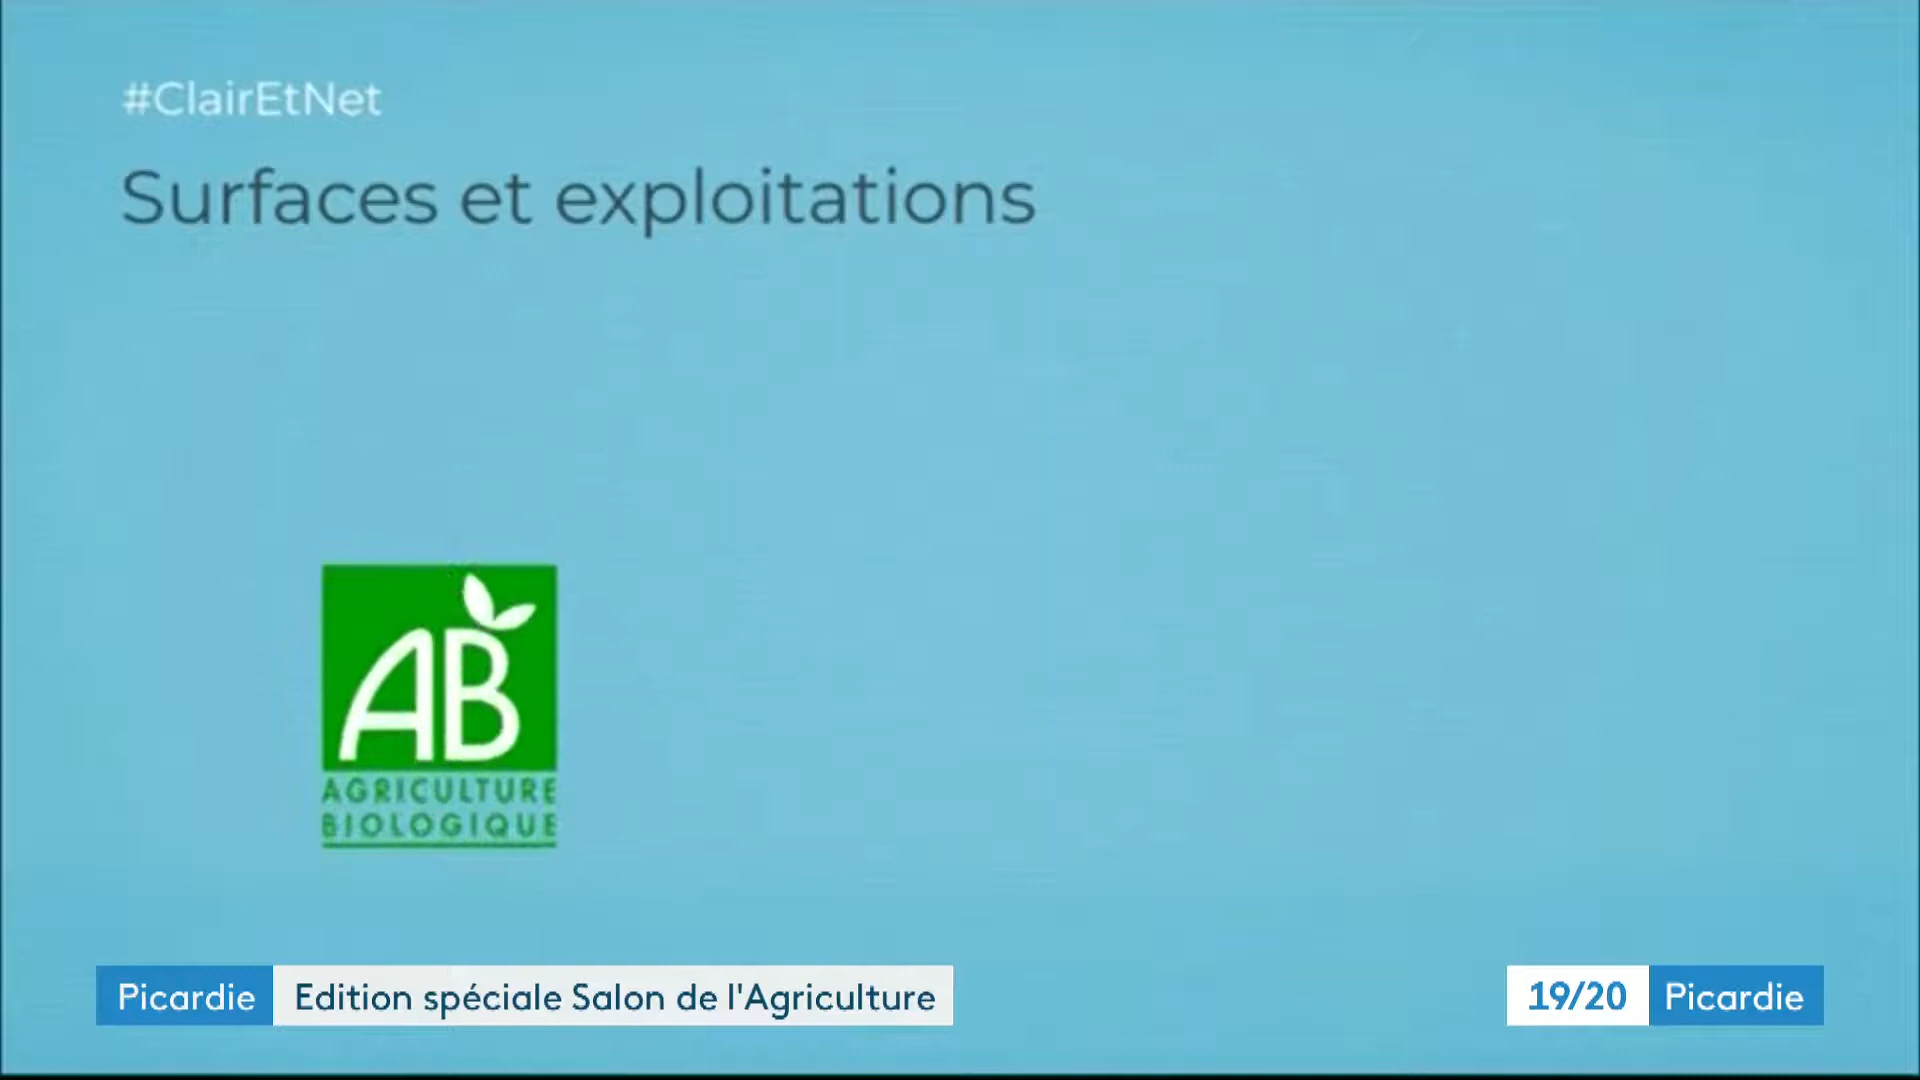 #ClairEtNet
Surfaces et exploitations
AB
AGRICULTURE
BIOLOGIQUE
Picardie Edition spéciale Salon de l'Agriculture
19/20 Picardie